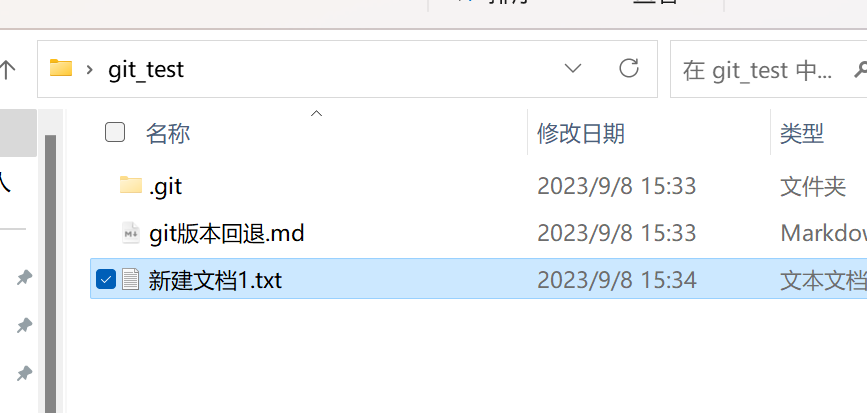 git_test
在 git_test 中...
名称 修改日期 类型
.git 2023/9/8 15:33 文件夹
git版本回退.md 2023/9/8 15:33 Markdow
新建文档1.txt 2023/9/8 15:34 文本文档
人